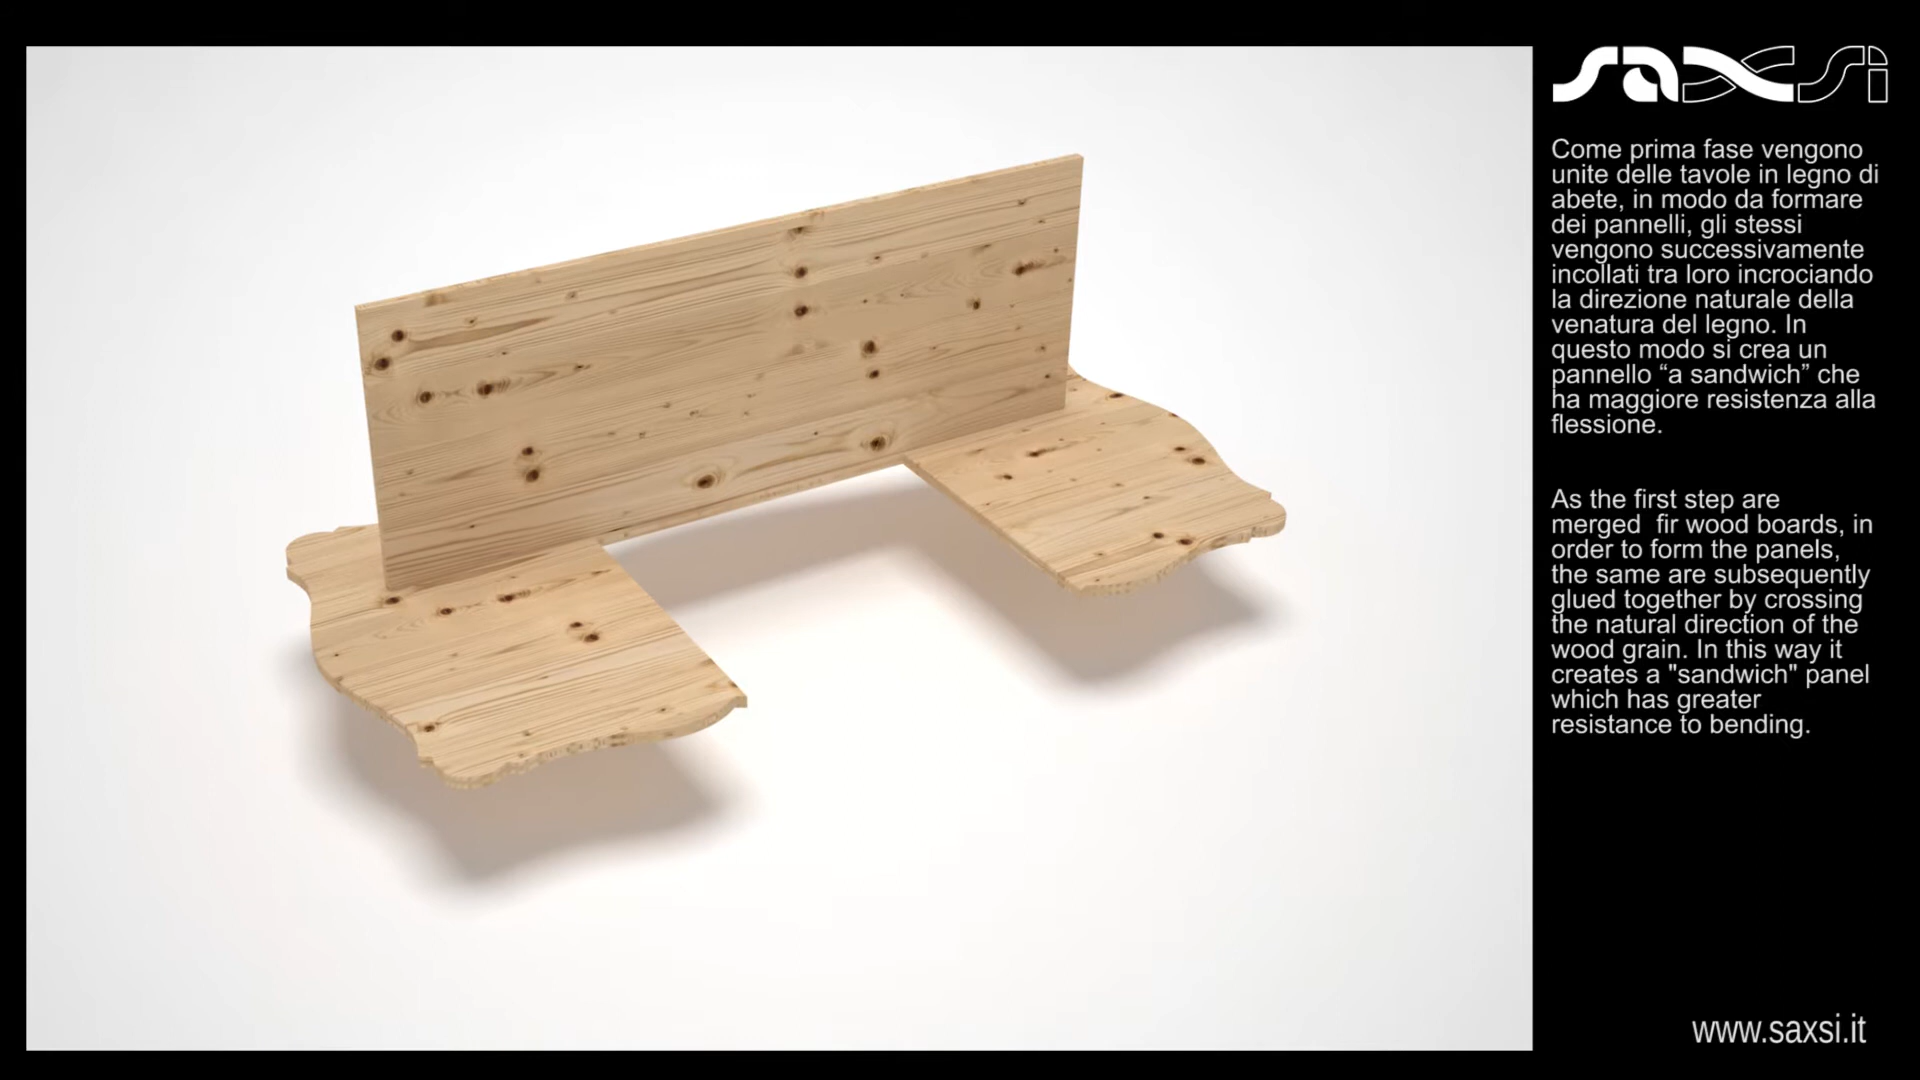 saxsi
Come prima fase vengono
unite delle tavole in legno di
abete, in modo da formare
dei pannelli, gli stessi
vengono successivamente
incollati tra loro incrociando
la direzione naturale della
venatura del legno. In
questo modo si crea un
pannello “a sandwich” che
ha maggiore resistenza alla
flessione.
As the first step are
merged  fir wood boards, in
order to form the panels,
the same are subsequently
glued together by crossing
the natural direction of the
wood grain. In this way it
creates a "sandwich" panel
which has greater
resistance to bending.
www.saxsi.it